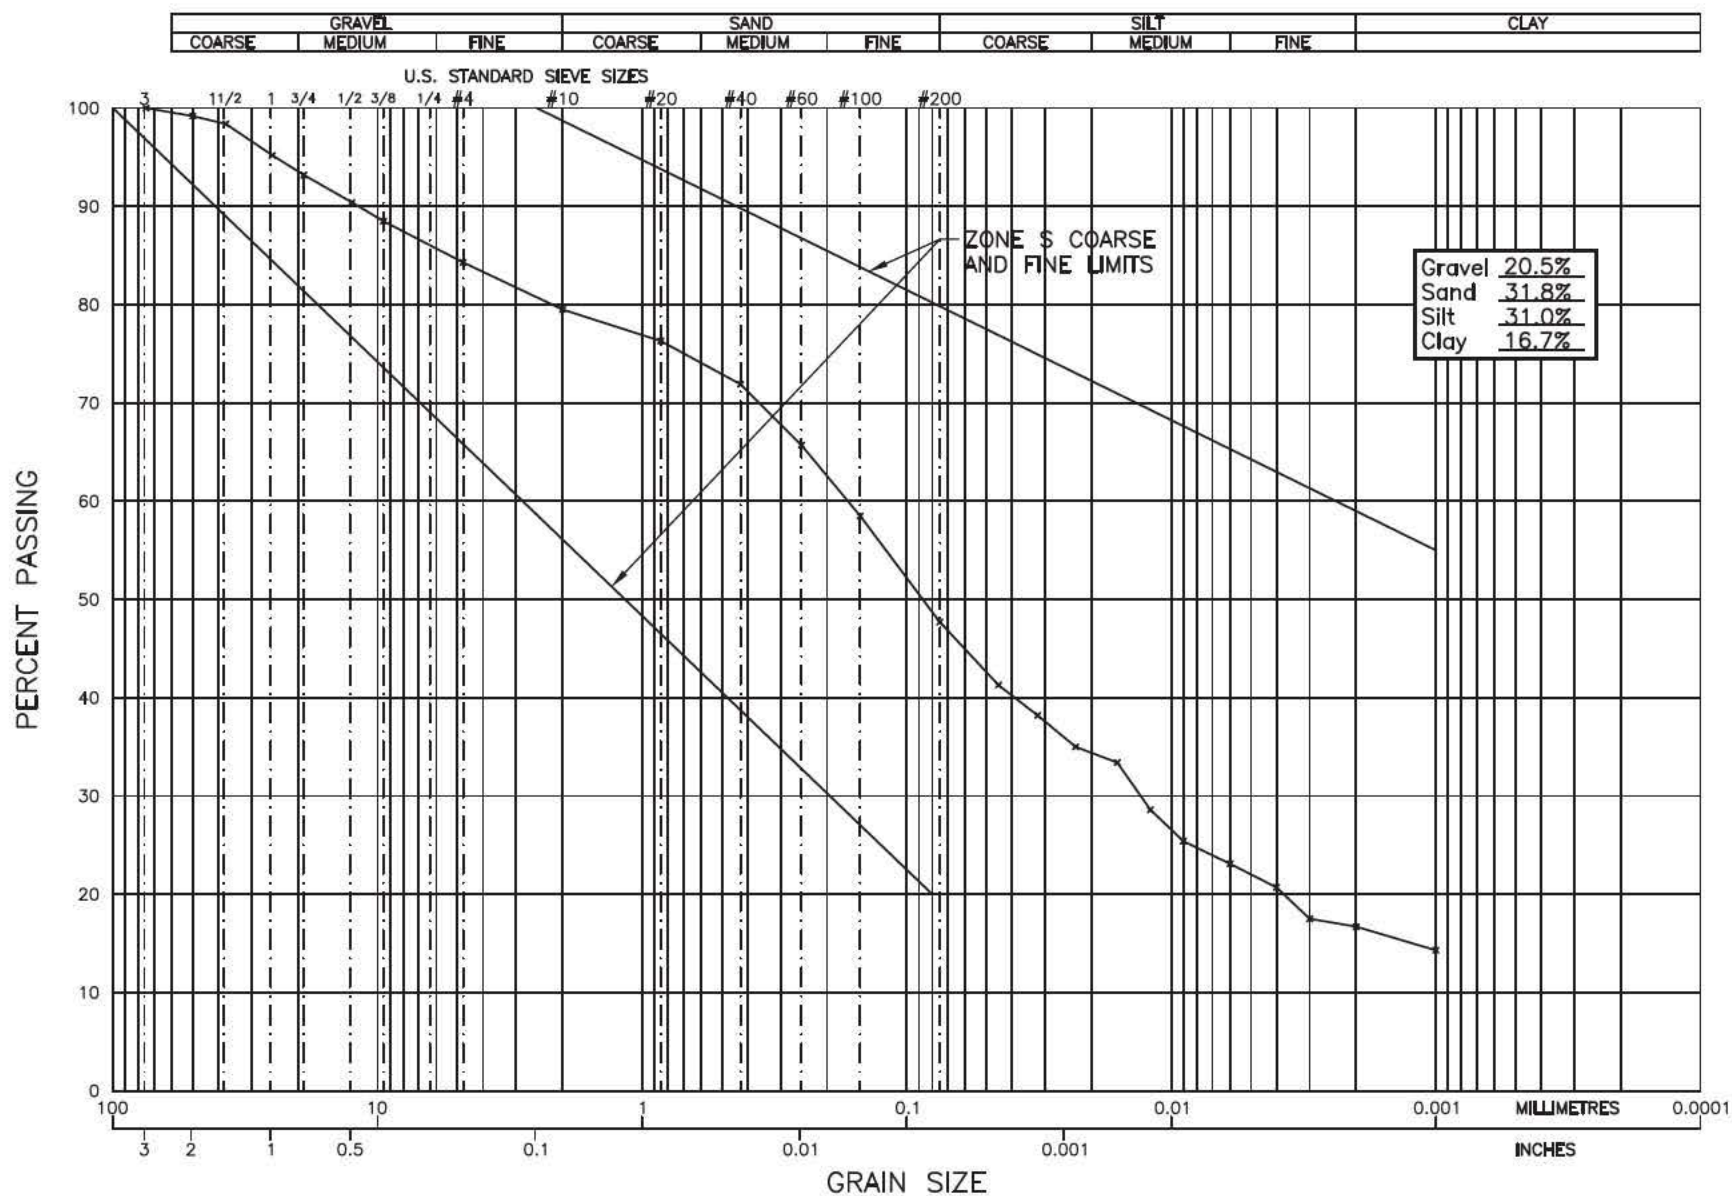 GRAVEL SAND SILT CLAY
COARSE MEDIUM FINE COARSE MEDIUM FINE COARSE MEDIUM FINE
U.S. STANDARD SIEVE SIZES
3 1 1/2 1 3/4 1/2 3/8 1/4 #4 #10 #20 #40 #60 #100 #200
100
90
80
70
60
50
40
30
20
10
0
PERCENT PASSING
ZONE S COARSE
AND FINE LIMITS
Gravel 20.5%
Sand 31.8%
Silt 31.0%
Clay 16.7%
100 10 1 0.1 0.01 0.001 MILLIMETRES 0.0001
3 2 1 0.5 0.1 0.01 0.001 INCHES
GRAIN SIZE